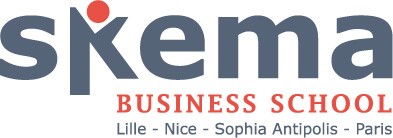 skema
BUSINESS SCHOOL
Lille - Nice - Sophia Antipolis - Paris